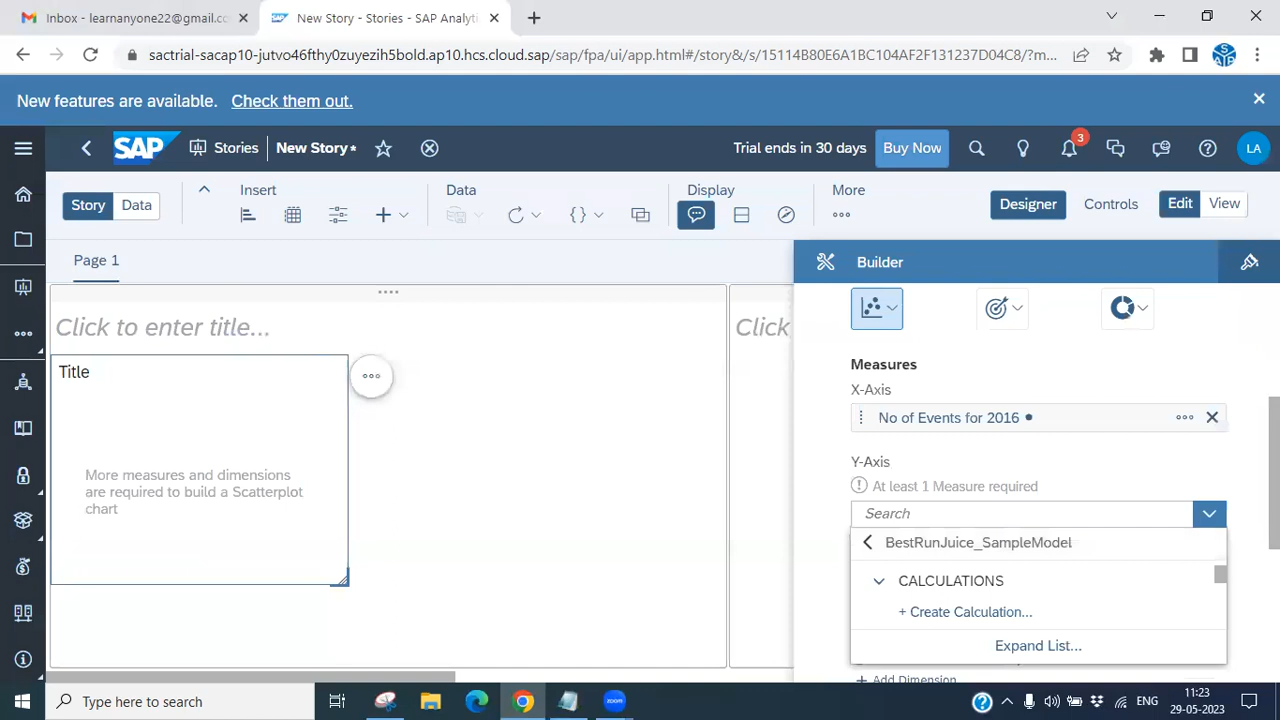 Inbox - learnanyone22@gmail.co
New Story - Stories - SAP Analyti
sactrial-sacap10-jutvo46fthy0zuyezih5bold.ap10.hcs.cloud.sap/sap/fpa/ui/app.html#/story&/s/15114B80E6A1BC104AF2F131237D04C8/?m...
New features are available. Check them out.
SAP Stories New Story* Trial ends in 30 days Buy Now 3 LA
Insert Data Display More
Story Data Designer Controls Edit View
Page 1
Builder
Click to enter title...
Click
Title
More measures and dimensions
are required to build a Scatterplot
chart
Measures
X-Axis
No of Events for 2016
Y-Axis
At least 1 Measure required
Search
BestRunJuice_SampleModel
CALCULATIONS
+ Create Calculation...
Expand List...
Add Dimension
Type here to search
zoom
ENG
11:23
29-05-2023